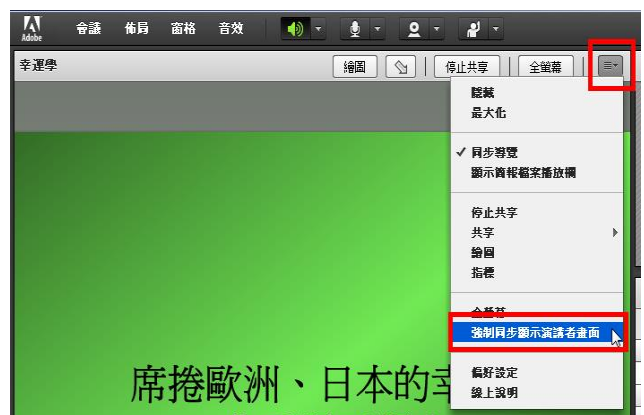 Adobe 會議 佈局 窗格 音效
幸運學 繪圖 停止共享 全螢幕
隱藏
最大化
✓ 同步導覽
顯示簡報檔案播放欄
停止共享
共享
繪圖
指標
全螢幕
強制同步顯示演講者畫面
偏好設定
線上說明
席捲歐洲、日本的幸